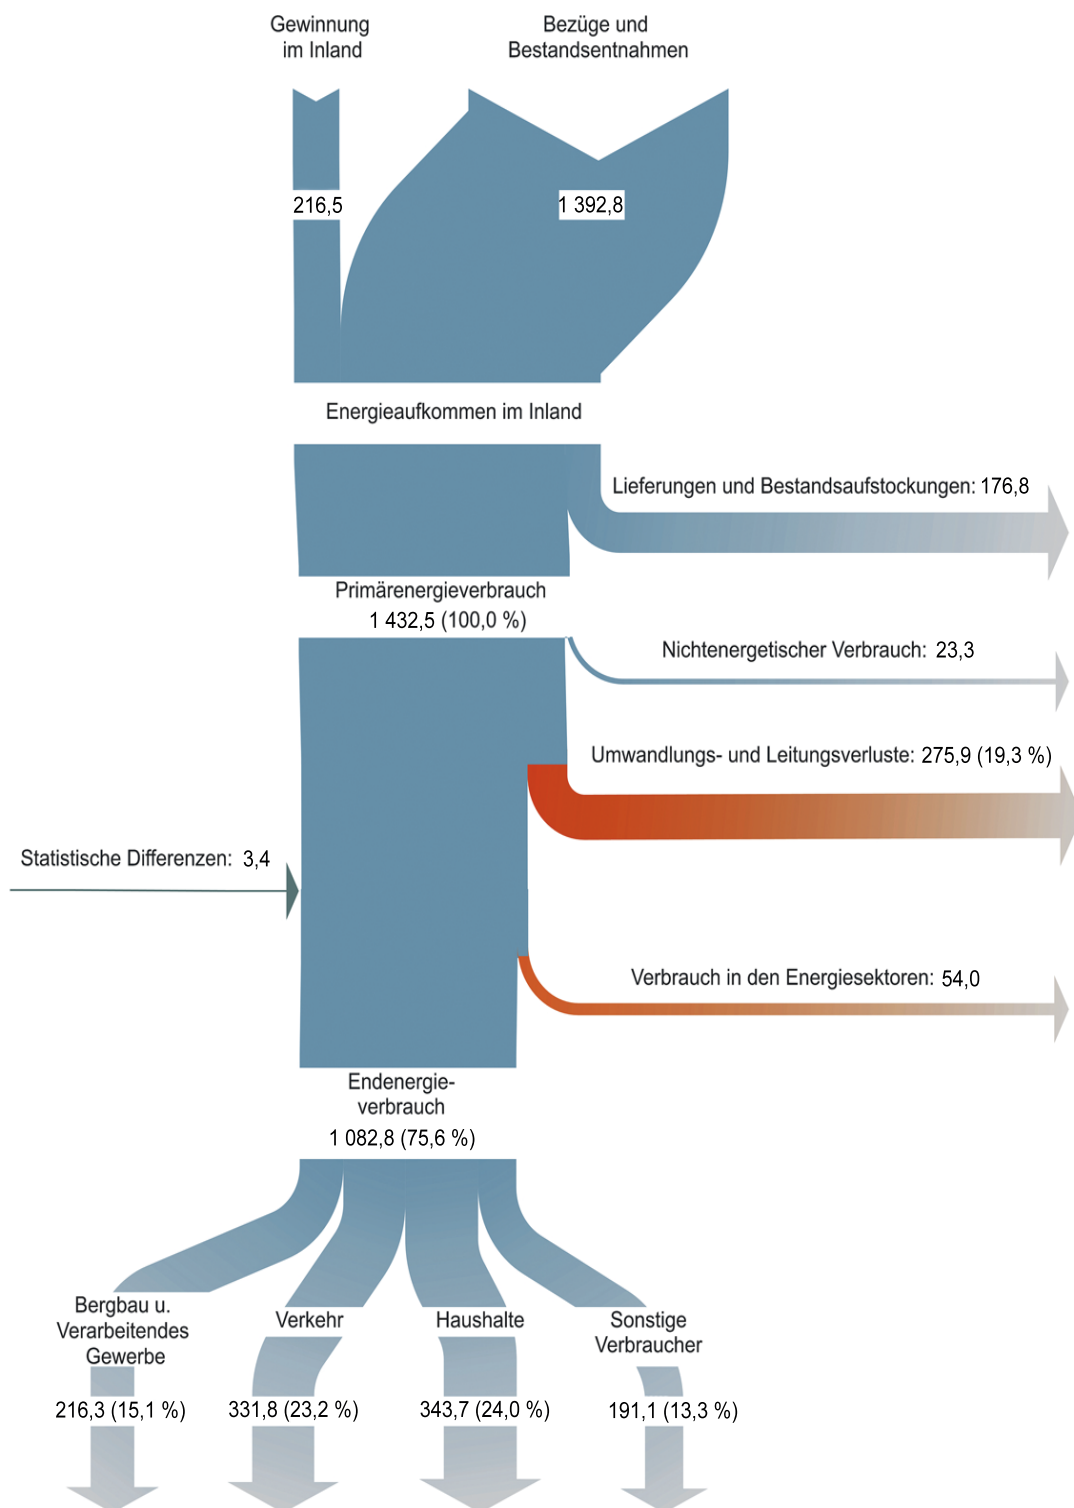 Gewinnung
im Inland
Bezüge und
Bestandsentnahmen
216,5
1 392,8
Energieaufkommen im Inland
Lieferungen und Bestandsaufstockungen: 176,8
Primärenergieverbrauch
1 432,5 (100,0 %)
Nichtenergetischer Verbrauch: 23,3
Umwandlungs- und Leitungsverluste: 275,9 (19,3 %)
Statistische Differenzen: 3,4
Verbrauch in den Energiesektoren: 54,0
Endenergie-
verbrauch
1 082,8 (75,6 %)
Bergbau u.
Verarbeitendes
Gewerbe
Verkehr
Haushalte
Sonstige
Verbraucher
216,3 (15,1 %)
331,8 (23,2 %)
343,7 (24,0 %)
191,1 (13,3 %)